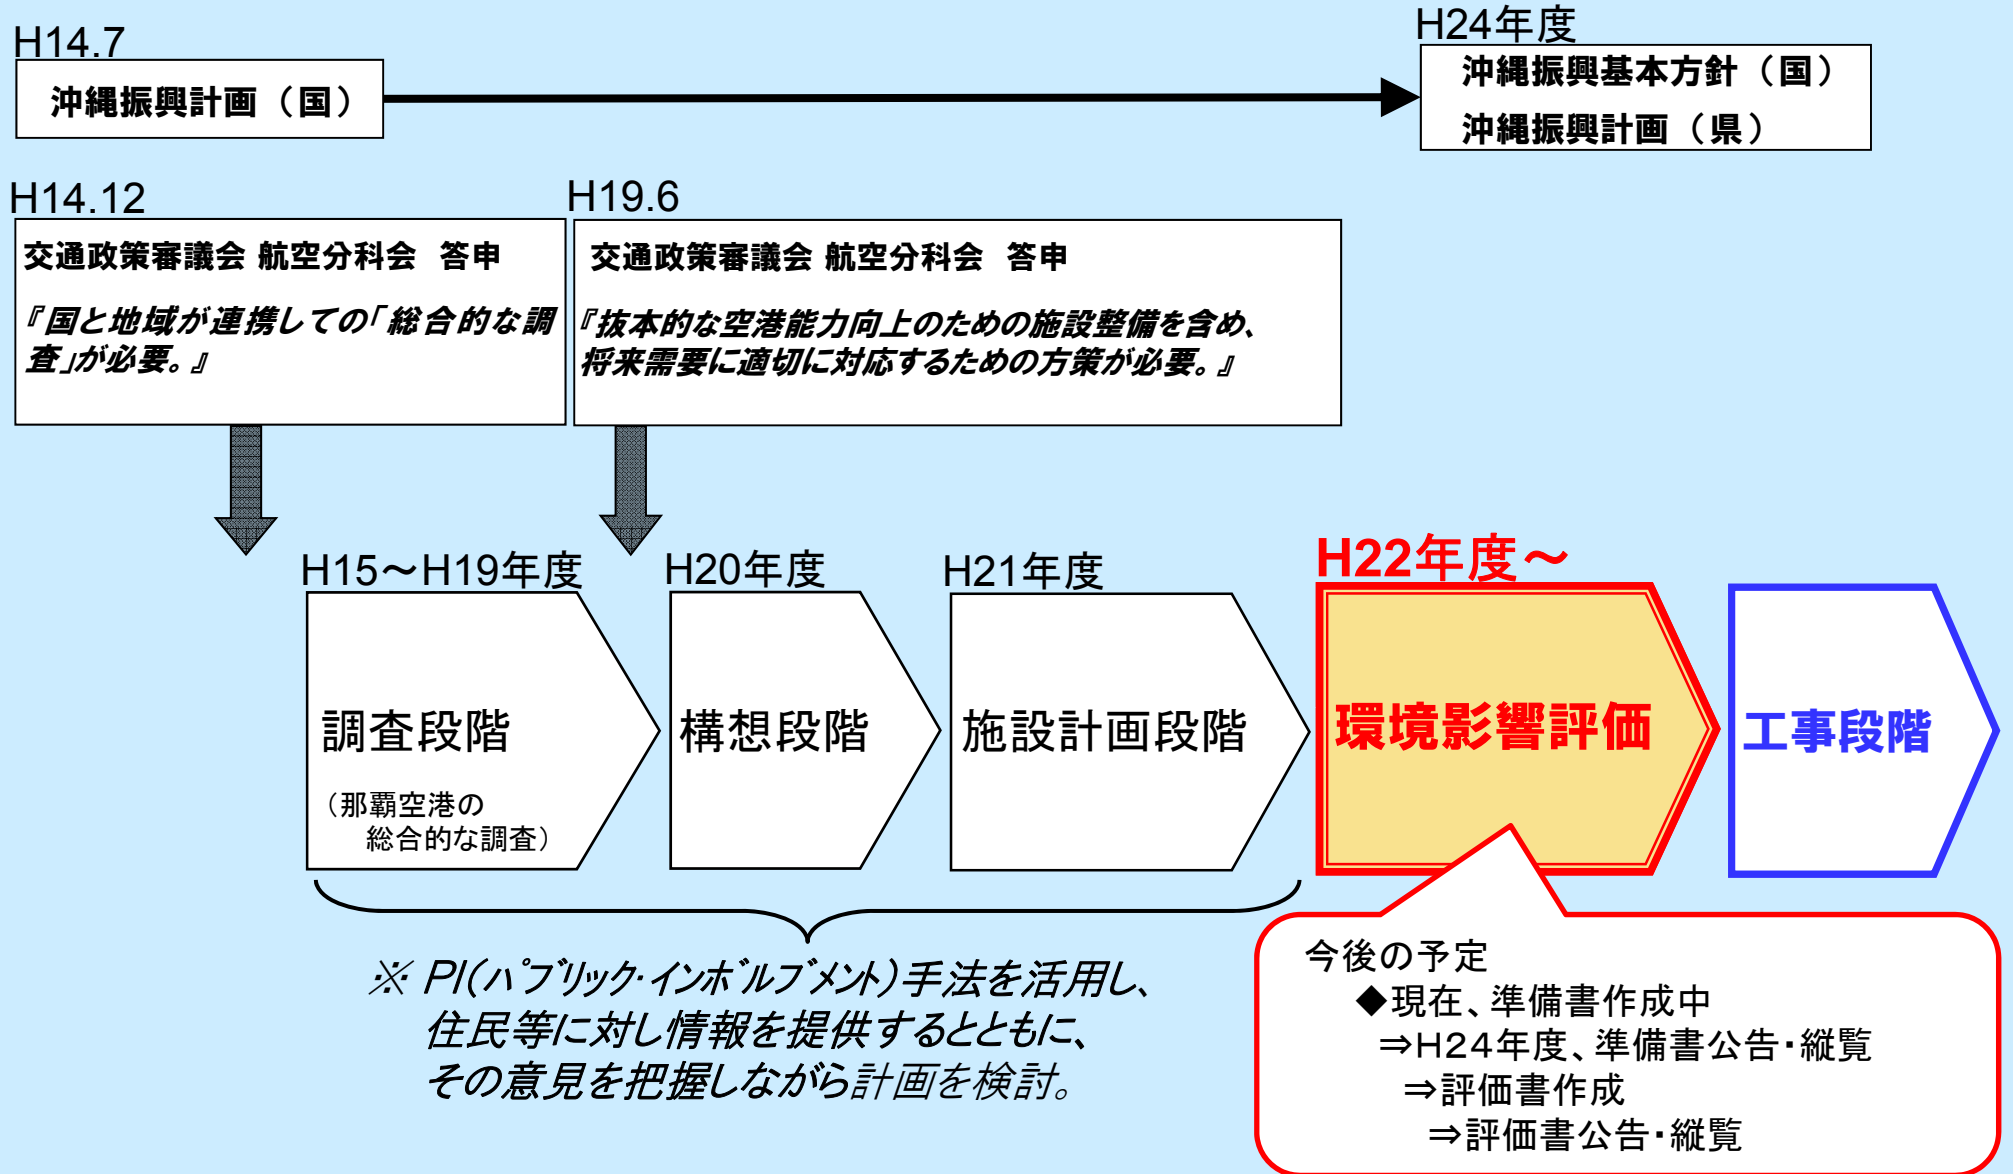 H14.7
沖縄振興計画（国）
H24年度
沖縄振興基本方針（国）
沖縄振興計画（県）
H14.12
交通政策審議会 航空分科会　答申
『国と地域が連携しての「総合的な調
査」が必要。』
H19.6
交通政策審議会 航空分科会　答申
『抜本的な空港能力向上のための施設整備を含め、
将来需要に適切に対応するための方策が必要。』
H15～H19年度
調査段階
（那覇空港の
総合的な調査）
H20年度
構想段階
H21年度
施設計画段階
H22年度～
環境影響評価
工事段階
※ PI(ﾊﾟﾌﾞﾘｯｸ･ｲﾝﾎﾞﾙﾌﾞﾒﾝﾄ)手法を活用し、
住民等に対し情報を提供するとともに、
その意見を把握しながら計画を検討。
今後の予定
◆現在、準備書作成中
⇒H２４年度、準備書公告・縦覧
⇒評価書作成
⇒評価書公告・縦覧